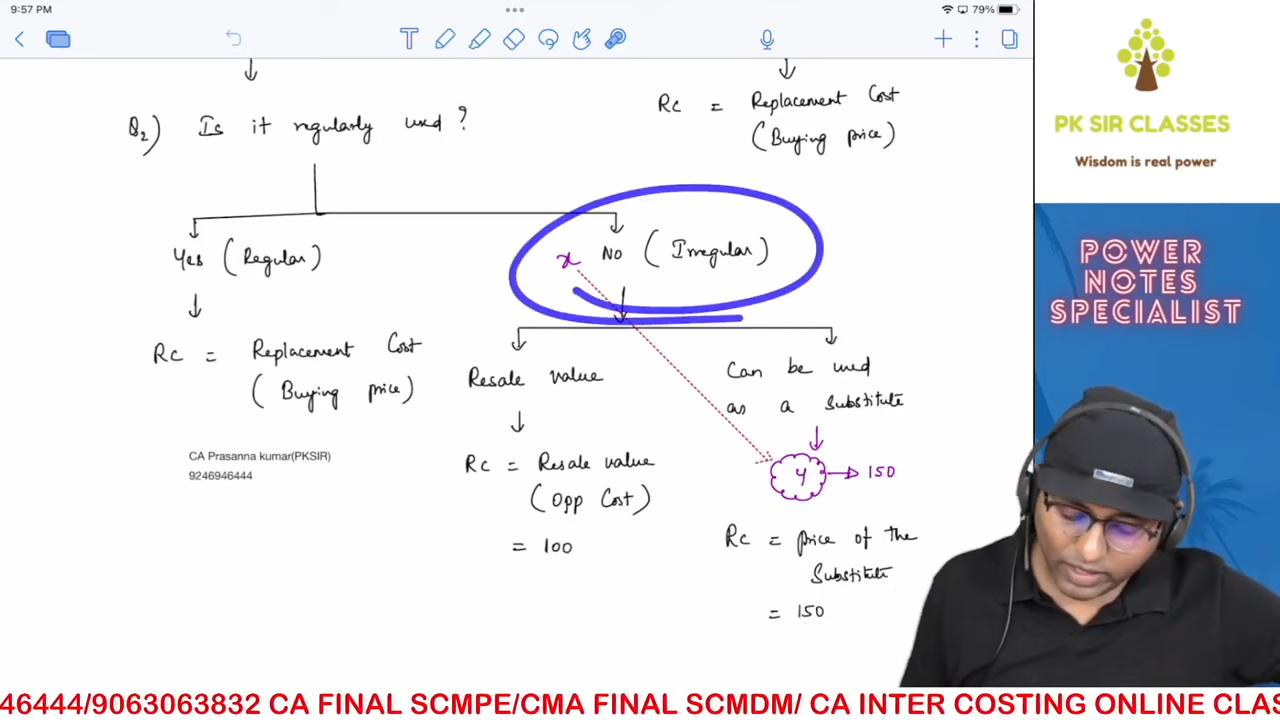 9:57 PM
79%
T
RC = Replacement Cost
(Buying price)
Q2) Is it regularly used ?
Yes (Regular)
x No (Irregular)
RC = Replacement Cost
(Buying price)
Resale value
Can be used
as a Substitute
CA Prasanna kumar(PKSIR)
9246946444
RC = Resale value
(Opp Cost)
= 100
Y 150
RC = price of the
Substitute
= 150
PK SIR CLASSES
Wisdom is real power
POWER
NOTES
SPECIALIST
46444/9063063832 CA FINAL SCMPE/CMA FINAL SCMDM/ CA INTER COSTING ONLINE CLAS